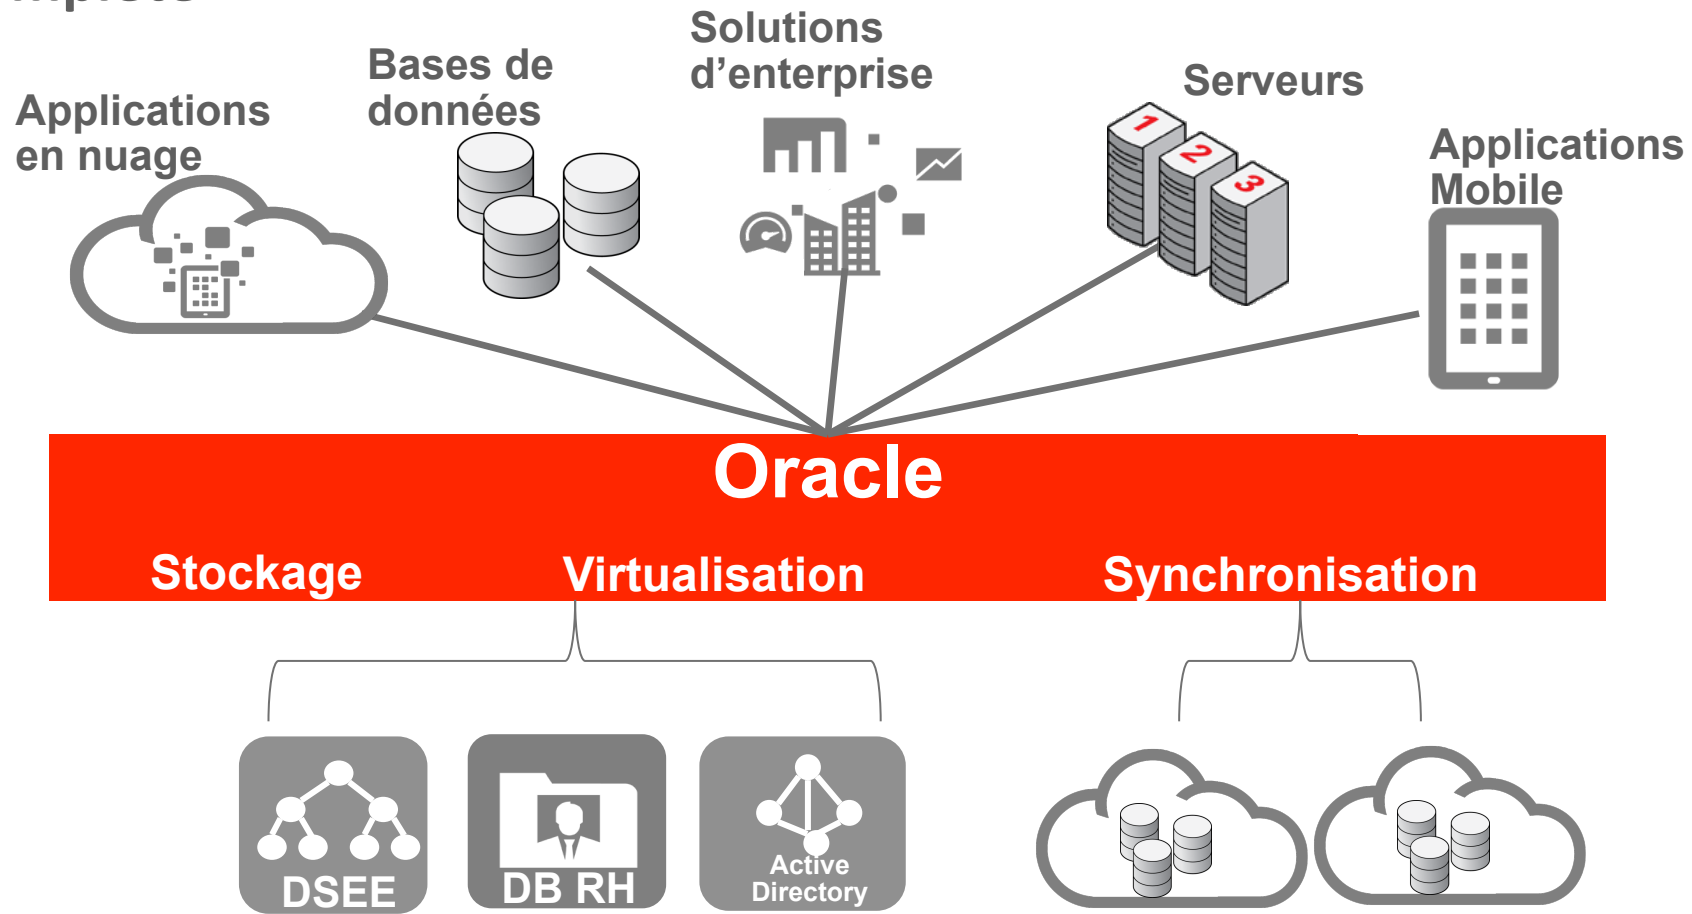 Solutions
d’enterprise
Bases de
données
Serveurs
Applications
en nuage
Applications
Mobile
1
2
3
Oracle
Stockage
Virtualisation
Synchronisation
DSEE
DB RH
Active
Directory